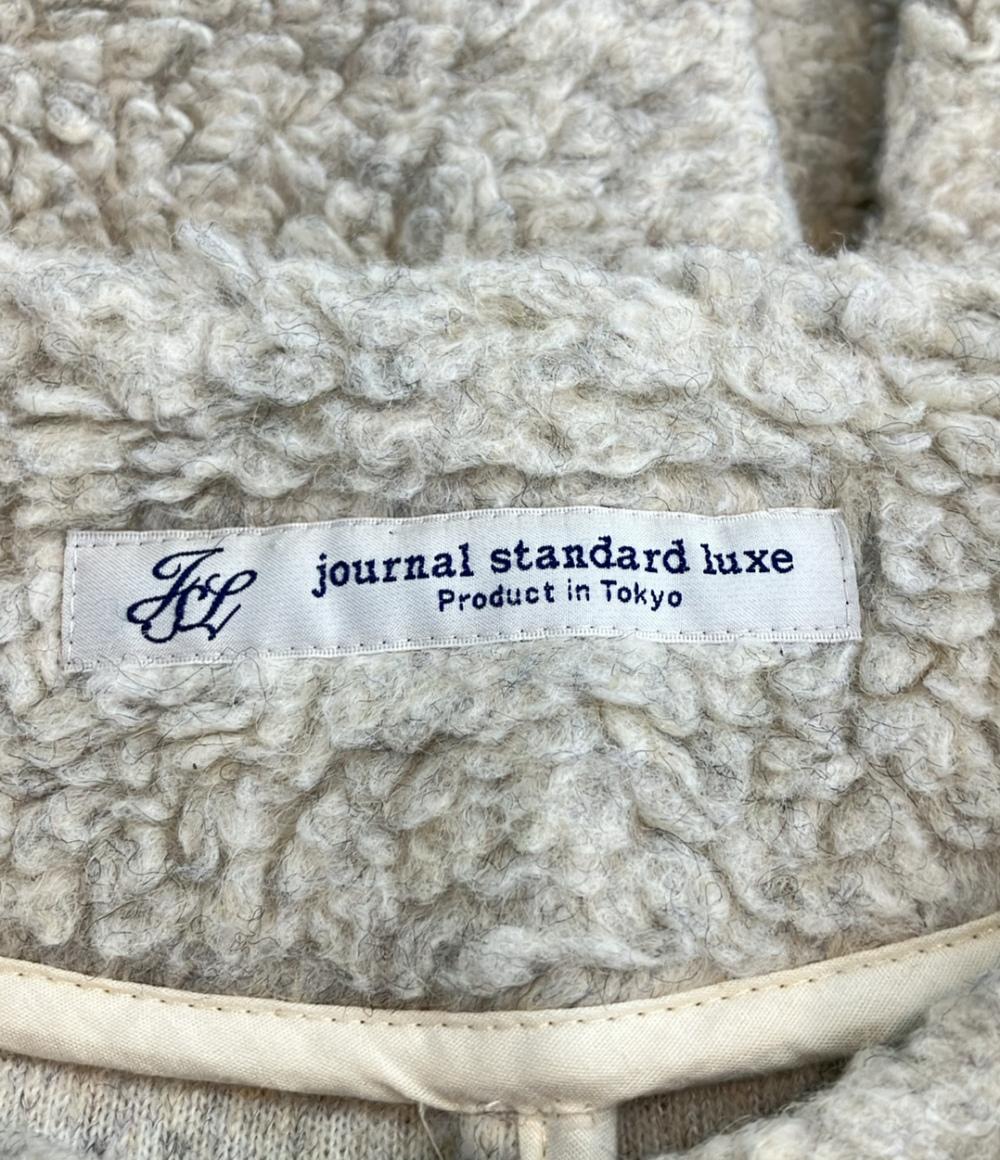 JSL
journal standard luxe
Product in Tokyo